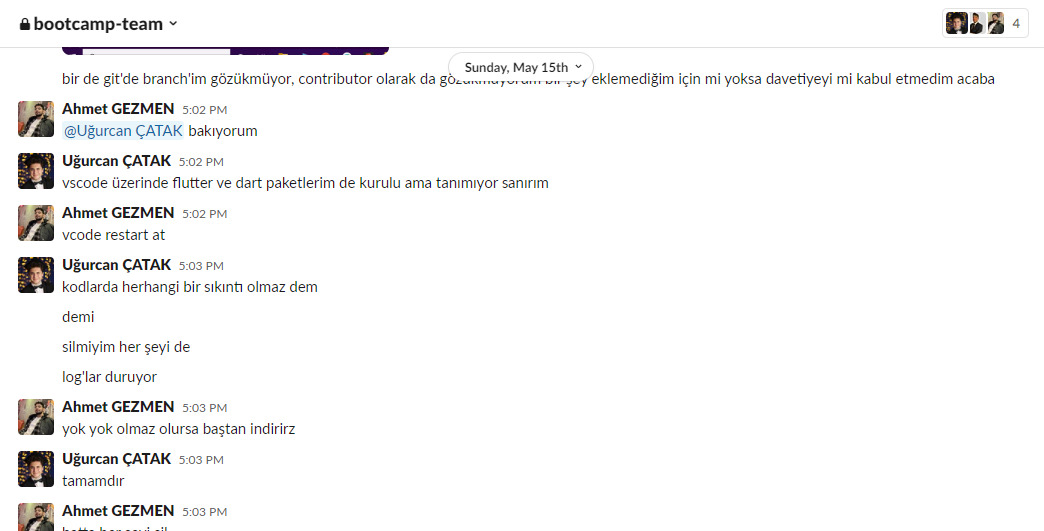 bootcamp-team
4
Sunday, May 15th
bir de git'de branch'im gözükmüyor, contributor olarak da gözükmüyorum bir şey eklemediğim için mi yoksa davetiyeyi mi kabul etmedim acaba
Ahmet GEZMEN 5:02 PM
@Uğurcan ÇATAK bakıyorum
Uğurcan ÇATAK 5:02 PM
vscode üzerinde flutter ve dart paketlerim de kurulu ama tanımıyor sanırım
Ahmet GEZMEN 5:02 PM
vcode restart at
Uğurcan ÇATAK 5:03 PM
kodlarda herhangi bir sıkıntı olmaz dem
demi
silmiyim her şeyi de
log'lar duruyor
Ahmet GEZMEN 5:03 PM
yok yok olmaz olursa baştan indirirz
Uğurcan ÇATAK 5:03 PM
tamamdır
Ahmet GEZMEN 5:03 PM